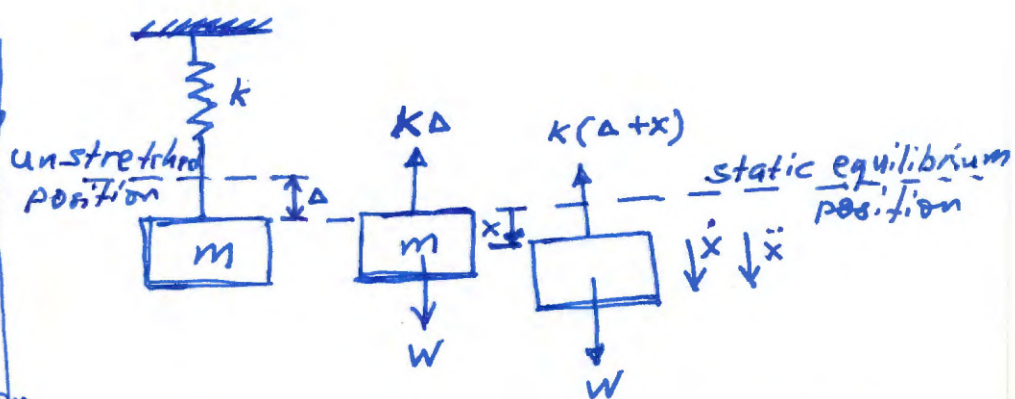 k
unstretched
position
Δ
m
KΔ
m
W
x
K(Δ+x)
W
static equilibrium
position
ẋ ẍ